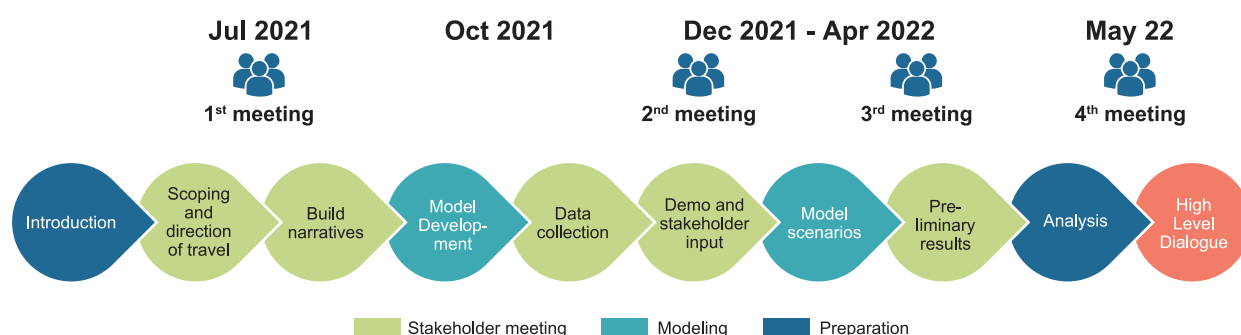 Jul 2021
Oct 2021
Dec 2021 - Apr 2022
May 22
1st meeting
2nd meeting
3rd meeting
4th meeting
Introduction
Scoping
and
direction
of travel
Build
narratives
Model
Develop-
ment
Data
collection
Demo and
stakeholder
input
Model
scenarios
Pre-
liminary
results
Analysis
High
Level
Dialogue
Stakeholder meeting
Modeling
Preparation